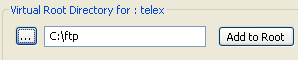 Virtual Root Directory for : telex
... C:\ftp Add to Root